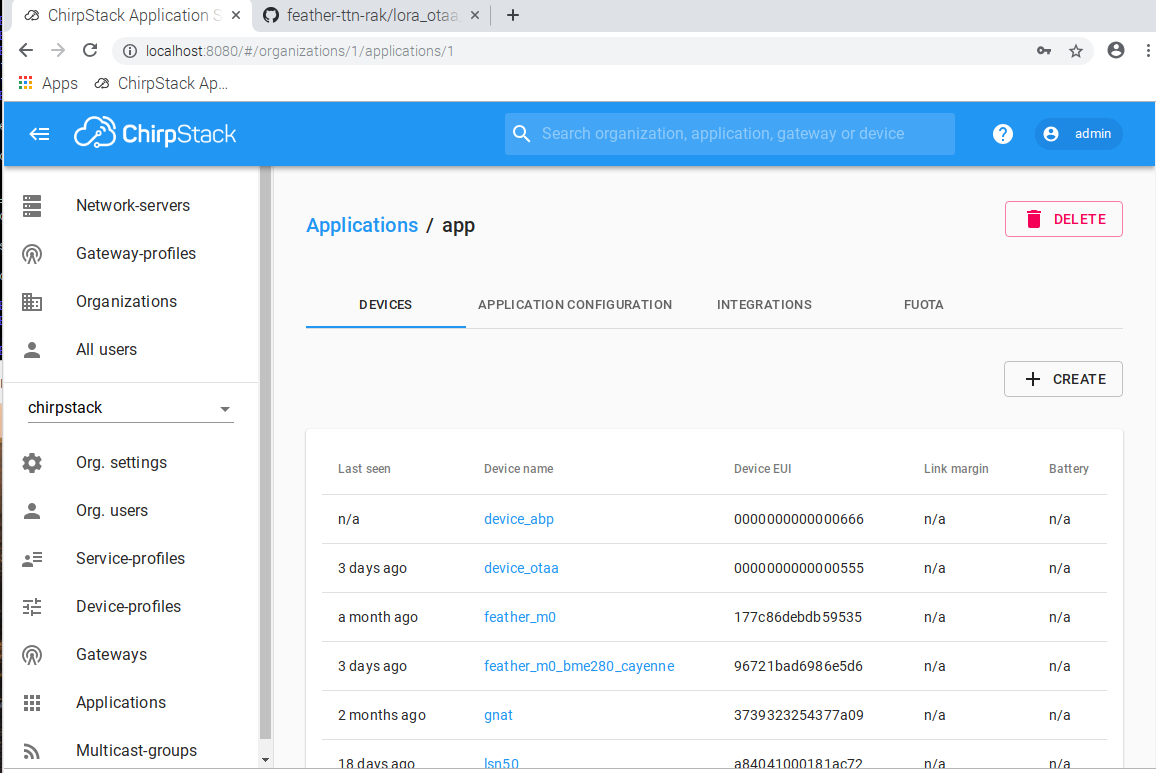 ChirpStack Application S
feather-ttn-rak/lora_otaa_
localhost:8080/#/organizations/1/applications/1
Apps
ChirpStack Ap...
ChirpStack
Search organization, application, gateway or device
admin
Network-servers
Gateway-profiles
Organizations
All users
chirpstack
Org. settings
Org. users
Service-profiles
Device-profiles
Gateways
Applications
Multicast-groups
Applications / app
DELETE
DEVICES APPLICATION CONFIGURATION INTEGRATIONS FUOTA
+ CREATE
Last seen Device name Device EUI Link margin Battery
n/a device_abp 0000000000000666 n/a n/a
3 days ago device_otaa 0000000000000555 n/a n/a
a month ago feather_m0 177c86debdb59535 n/a n/a
3 days ago feather_m0_bme280_cayenne 96721bad6986e5d6 n/a n/a
2 months ago gnat 3739323254377a09 n/a n/a
18 days ago lsn50 a84041000181ac72 n/a n/a